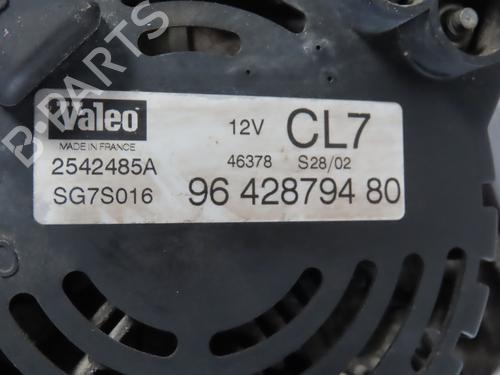 Valeo
MADE IN FRANCE
12V CL7
2542485A 46378 S28/02
SG7S016 96 428794 80
B-PARTS